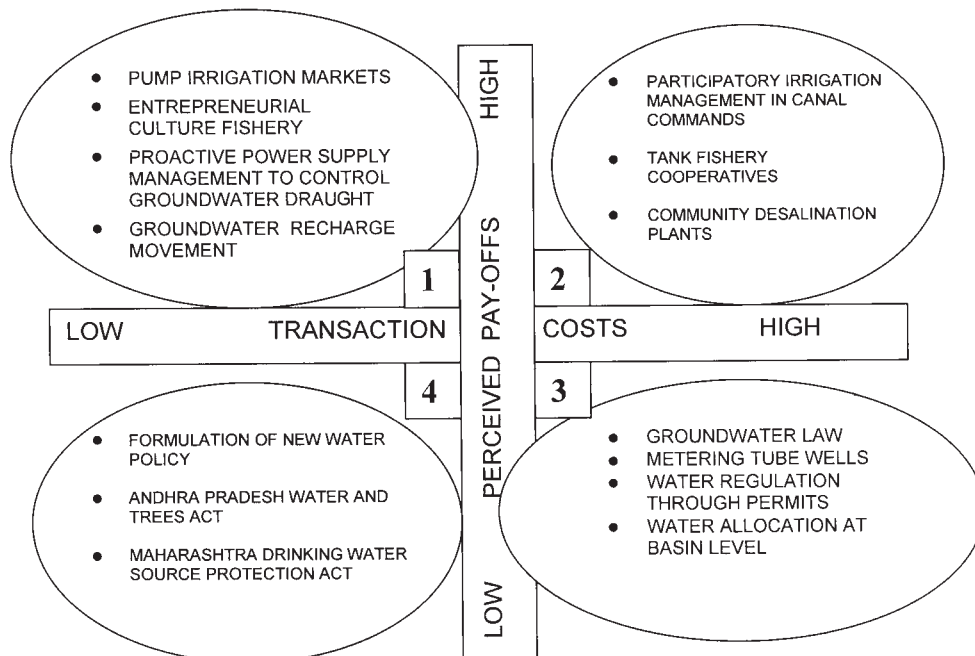 ● PUMP IRRIGATION MARKETS
● ENTREPRENEURIAL
CULTURE FISHERY
● PROACTIVE POWER SUPPLY
MANAGEMENT TO CONTROL
GROUNDWATER DRAUGHT
● GROUNDWATER RECHARGE
MOVEMENT
● PARTICIPATORY IRRIGATION
MANAGEMENT IN CANAL
COMMANDS
● TANK FISHERY
COOPERATIVES
● COMMUNITY DESALINATION
PLANTS
1
2
LOW TRANSACTION COSTS HIGH
LOW PERCEIVED PAY-OFFS HIGH
4
3
● FORMULATION OF NEW WATER
POLICY
● ANDHRA PRADESH WATER AND
TREES ACT
● MAHARASHTRA DRINKING WATER
SOURCE PROTECTION ACT
● GROUNDWATER LAW
● METERING TUBE WELLS
● WATER REGULATION
THROUGH PERMITS
● WATER ALLOCATION AT
BASIN LEVEL